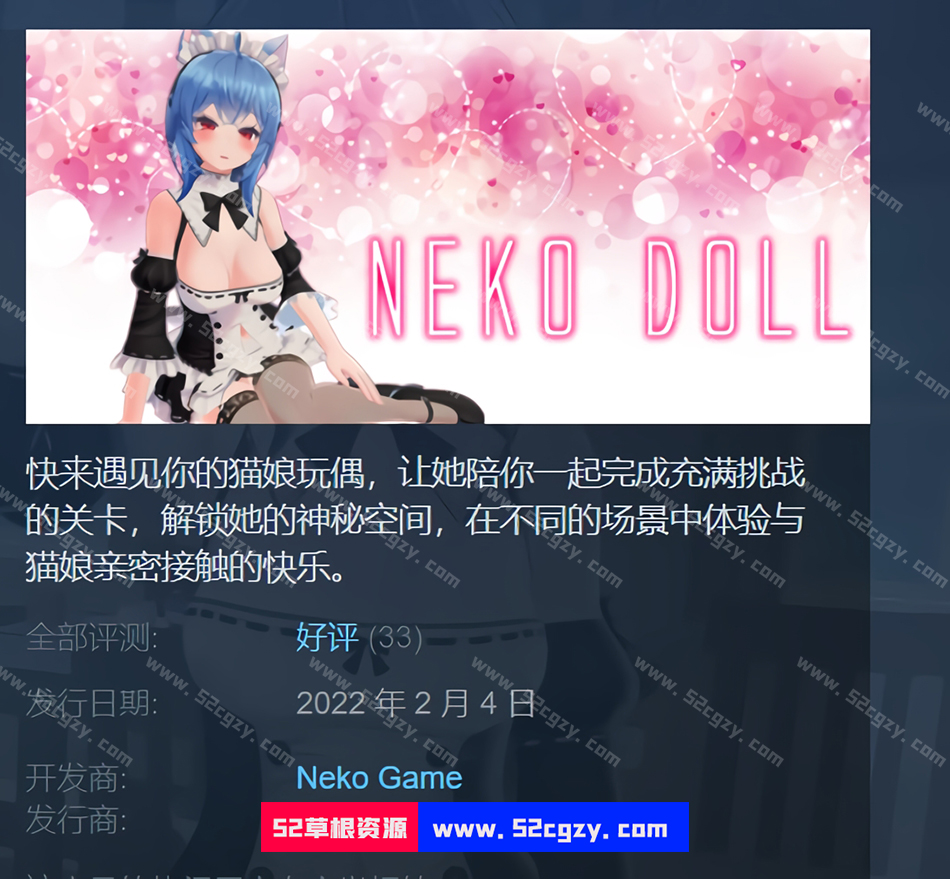 NEKO DOLL
快来遇见你的猫娘玩偶，让她陪你一起完成充满挑战
的关卡，解锁她的神秘空间，在不同的场景中体验与
猫娘亲密接触的快乐。
全部评测: 好评 (33)
发行日期: 2022 年 2 月 4 日
开发商: Neko Game
发行商:
52草根资源 www.52cgzy.com